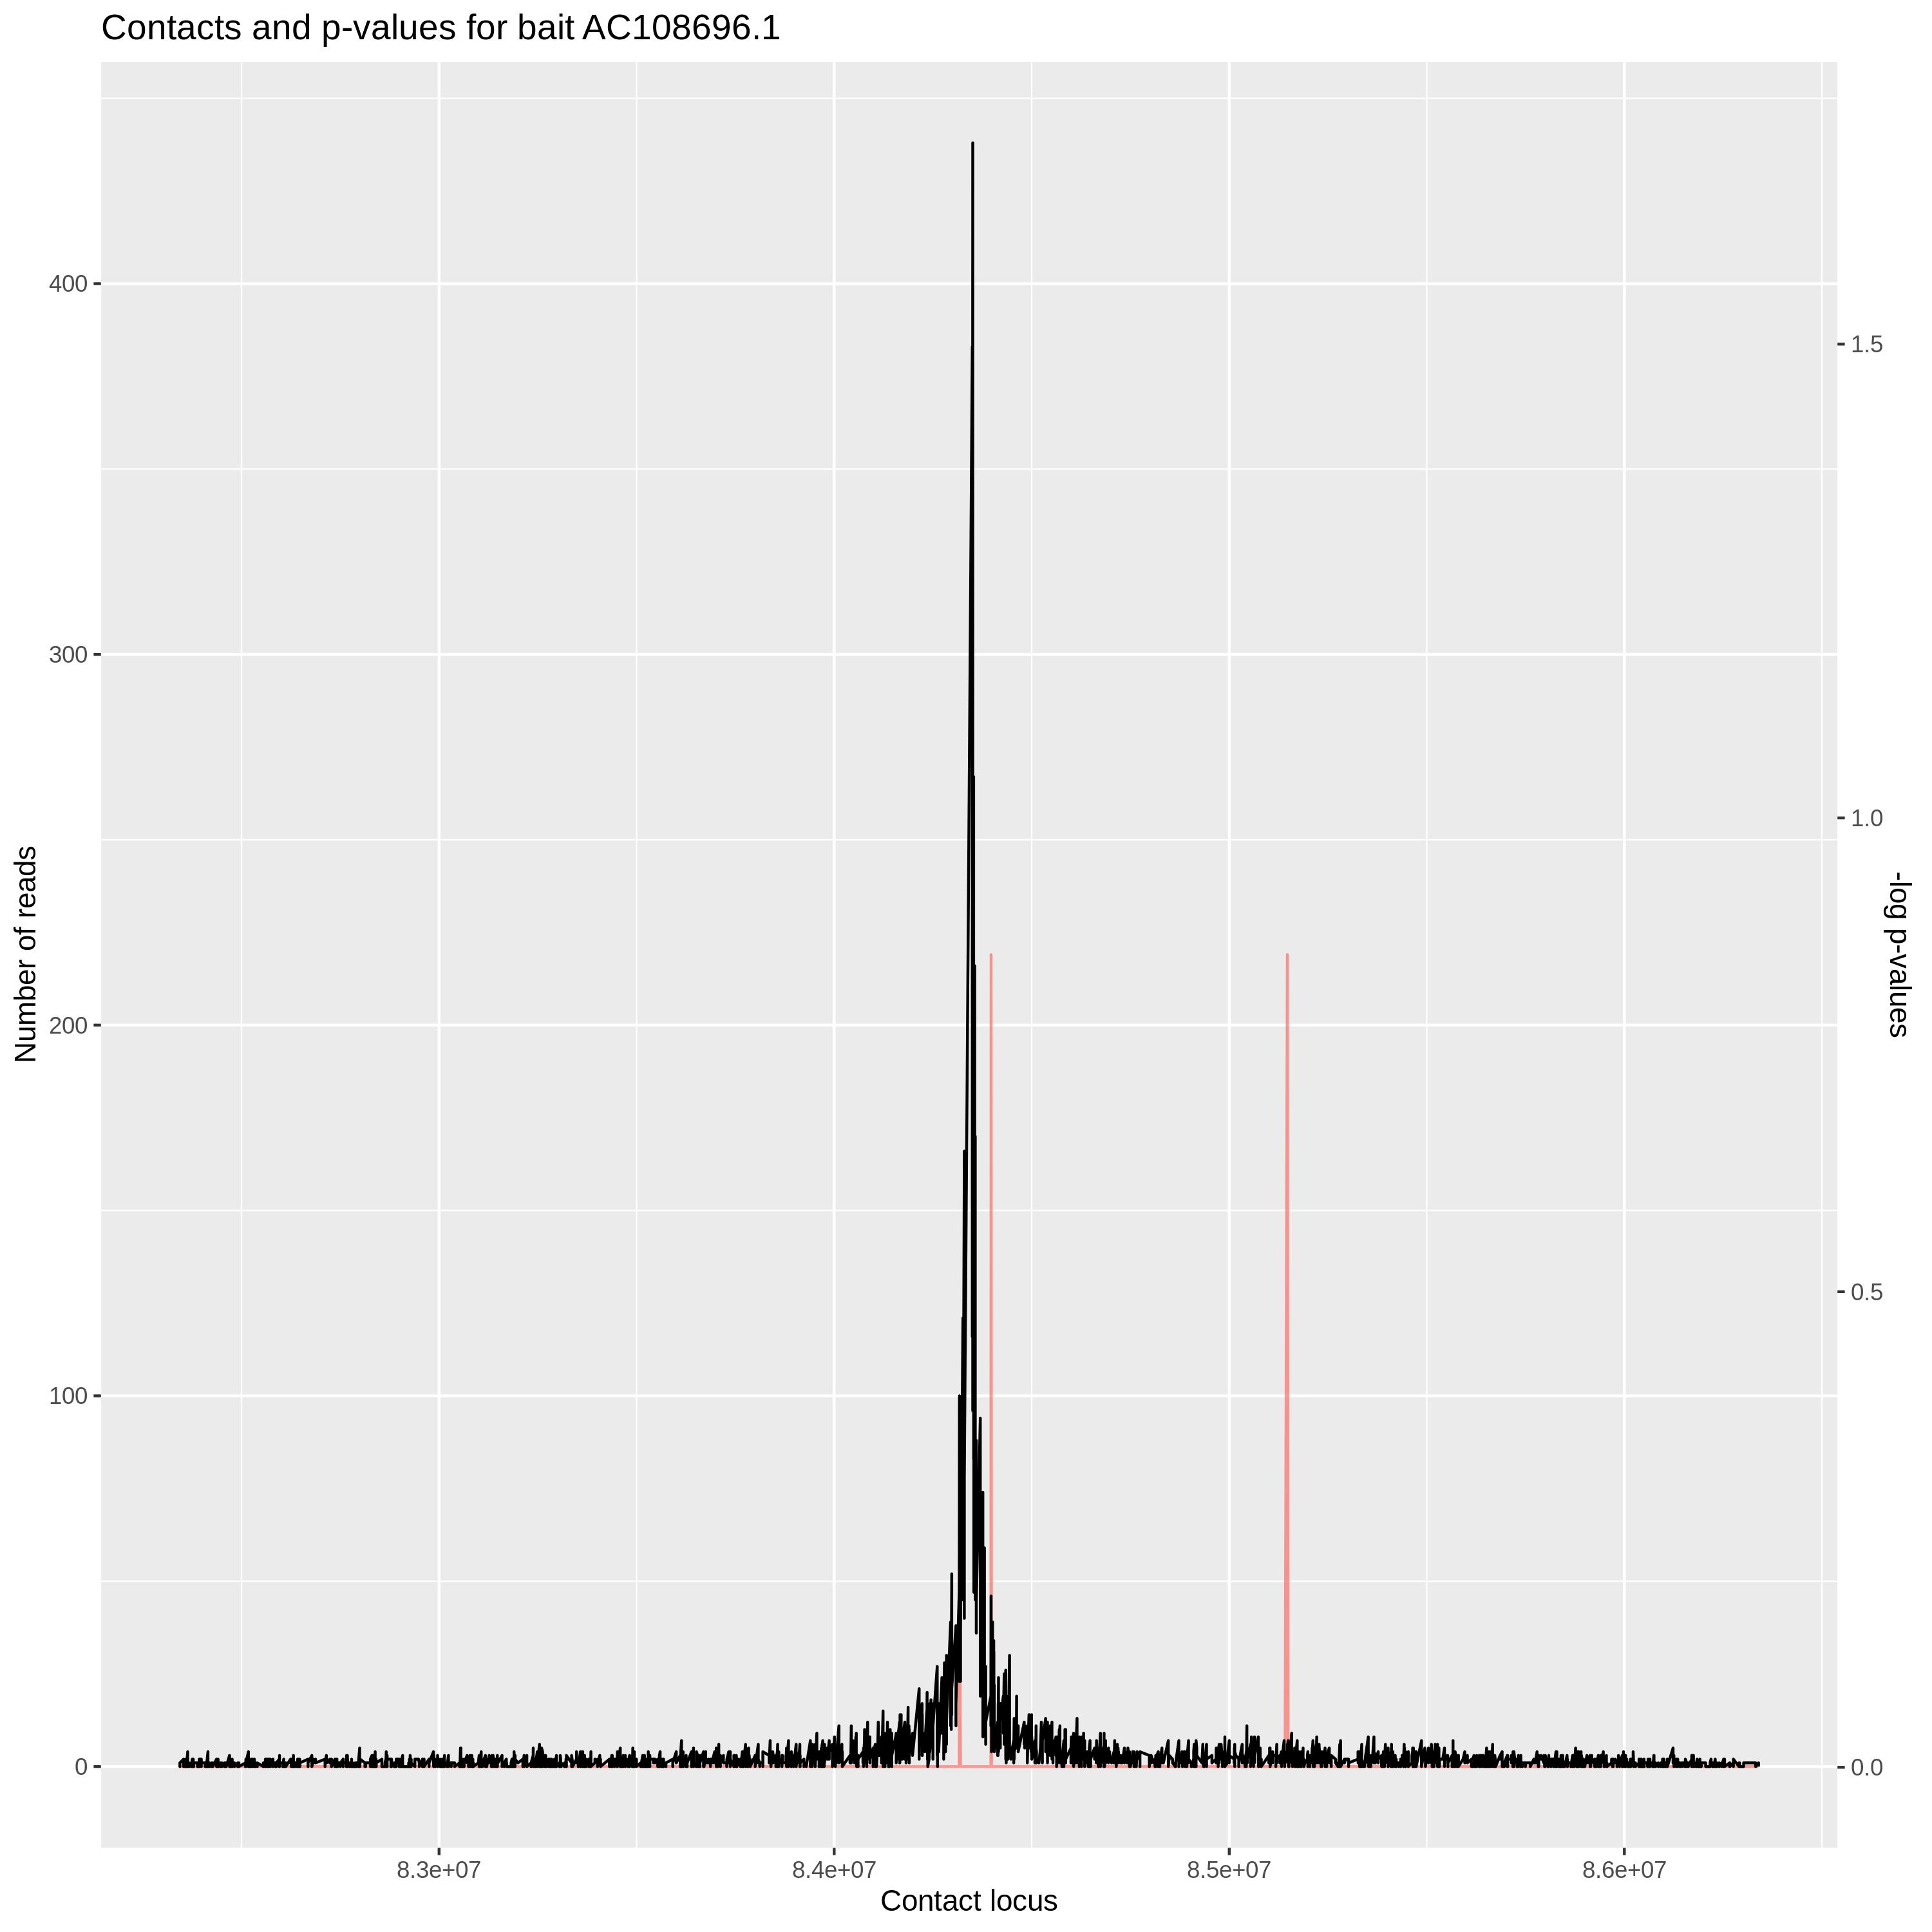 Contacts and p-values for bait AC108696.1
400
300
200
100
0
Number of reads
1.5
1.0
0.5
0.0
-log p-values
8.3e+07
8.4e+07
8.5e+07
8.6e+07
Contact locus